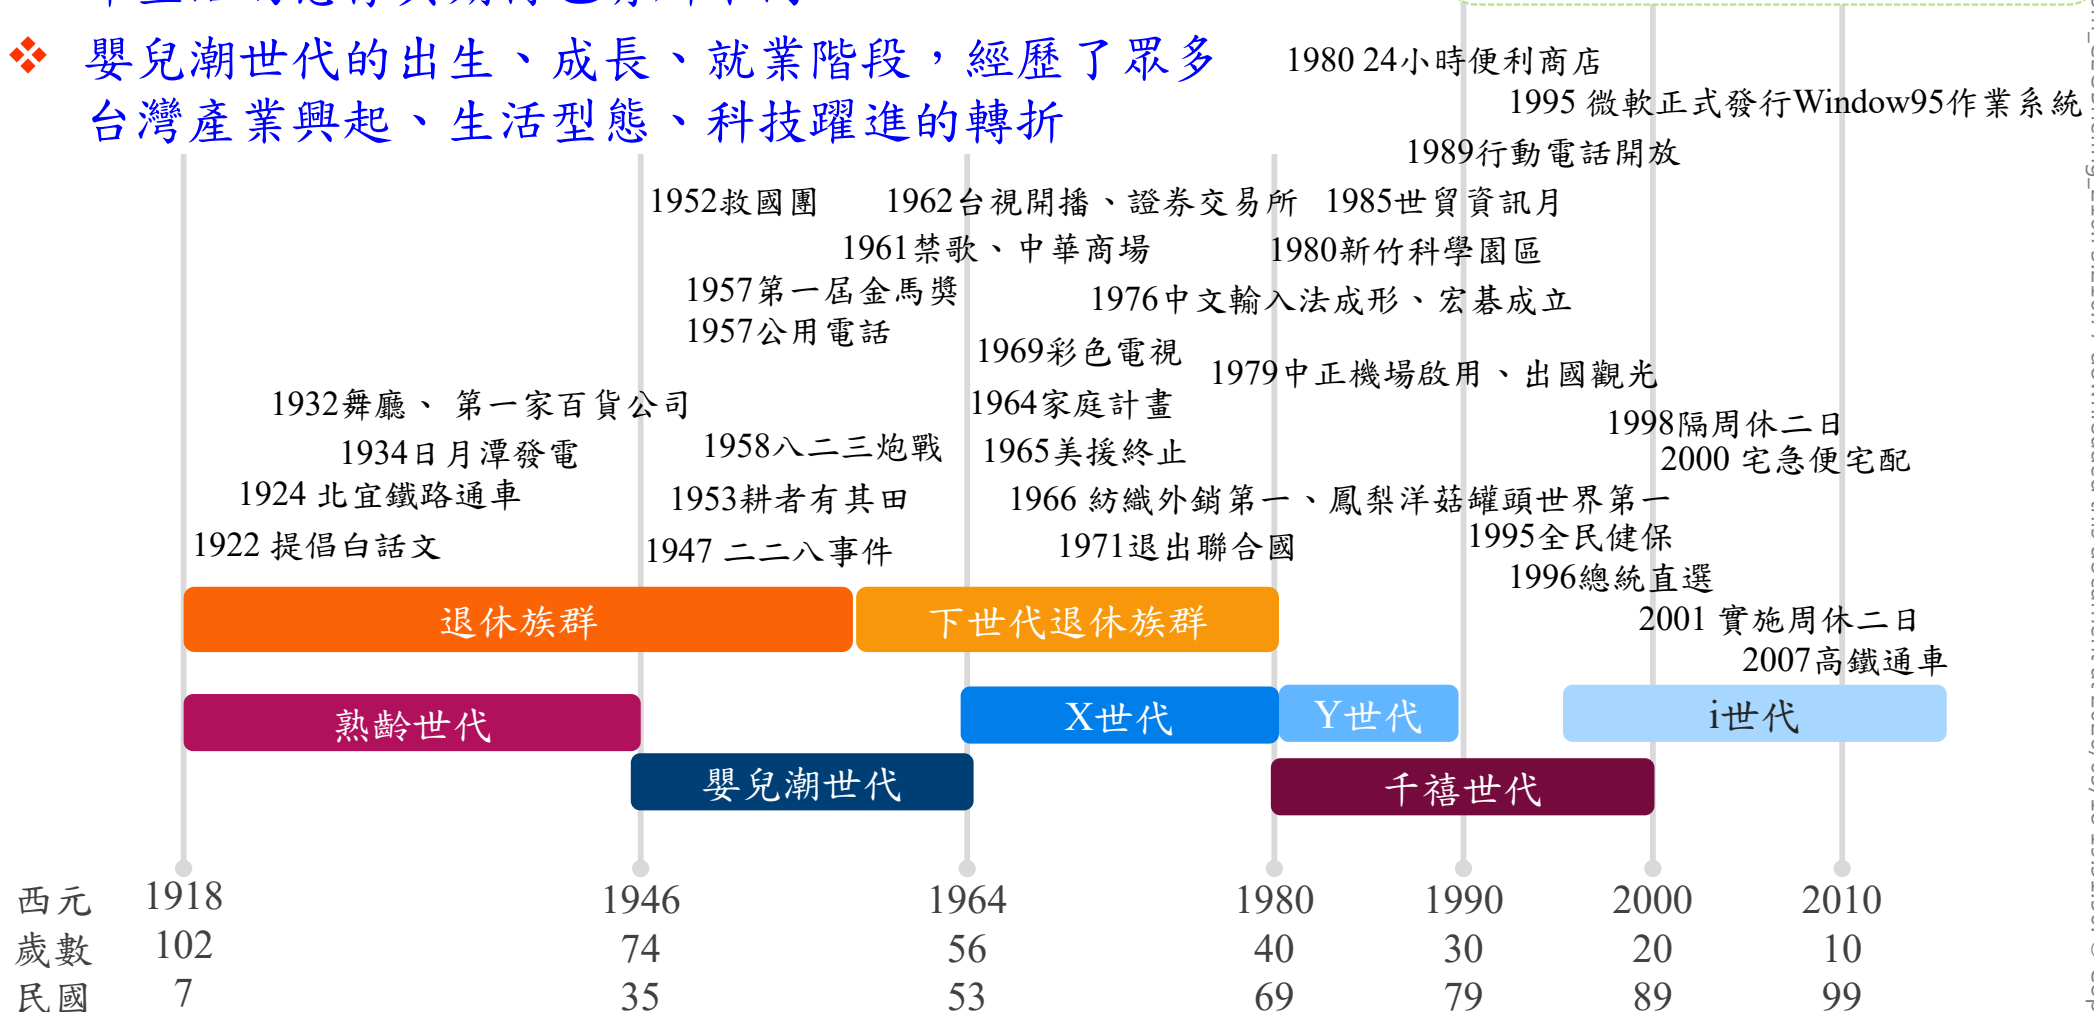 ❖ 嬰兒潮世代的出生、成長、就業階段，經歷了眾多
台灣產業興起、生活型態、科技躍進的轉折
1980 24小時便利商店
1995 微軟正式發行Window95作業系統
1989行動電話開放
1952救國團
1962台視開播、證券交易所
1985世貿資訊月
1961禁歌、中華商場
1980新竹科學園區
1957第一屆金馬獎
1976中文輸入法成形、宏碁成立
1957公用電話
1969彩色電視
1979中正機場啟用、出國觀光
1932舞廳、 第一家百貨公司
1964家庭計畫
1998隔周休二日
1934日月潭發電
1958八二三炮戰
1965美援終止
2000 宅急便宅配
1924 北宜鐵路通車
1953耕者有其田
1966 紡織外銷第一、鳳梨洋菇罐頭世界第一
1995全民健保
1922 提倡白話文
1947 二二八事件
1971退出聯合國
1996總統直選
2001 實施周休二日
2007高鐵通車
退休族群
下世代退休族群
熟齡世代
X世代
Y世代
i世代
嬰兒潮世代
千禧世代
西元 1918 1946 1964 1980 1990 2000 2010
歲數 102 74 56 40 30 20 10
民國 7 35 53 69 79 89 99